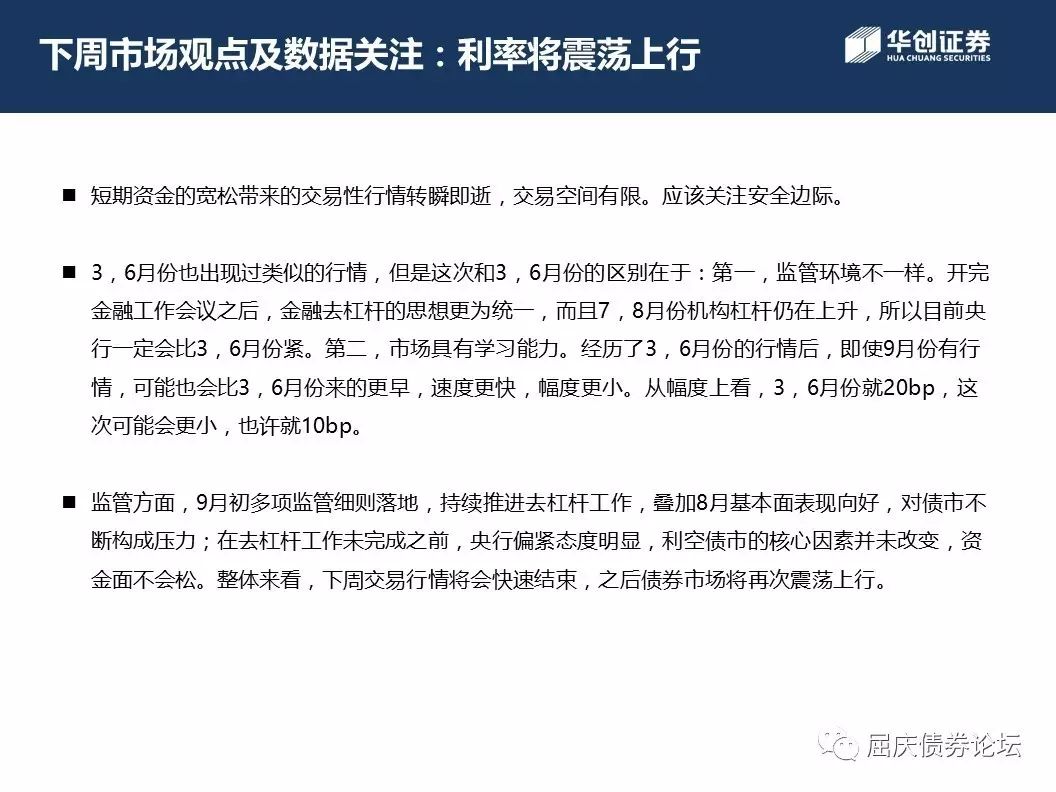 下周市场观点及数据关注：利率将震荡上行
华创证券
HUA CHUANG SECURITIES
■ 短期资金的宽松带来的交易性行情转瞬即逝，交易空间有限。应该关注安全边际。
■ 3，6月份也出现过类似的行情，但是这次和3，6月份的区别在于：第一，监管环境不一样。开完
金融工作会议之后，金融去杠杆的思想更为统一，而且7，8月份机构杠杆仍在上升，所以目前央
行一定会比3，6月份紧。第二，市场具有学习能力。经历了3，6月份的行情后，即使9月份有行
情，可能也会比3，6月份来的更早，速度更快，幅度更小。从幅度上看，3，6月份就20bp，这
次可能会更小，也许就10bp。
■ 监管方面，9月初多项监管细则落地，持续推进去杠杆工作，叠加8月基本面表现向好，对债市不
断构成压力；在去杠杆工作未完成之前，央行偏紧态度明显，利空债市的核心因素并未改变，资
金面不会松。整体来看，下周交易行情将会快速结束，之后债券市场将再次震荡上行。
屈庆债券论坛